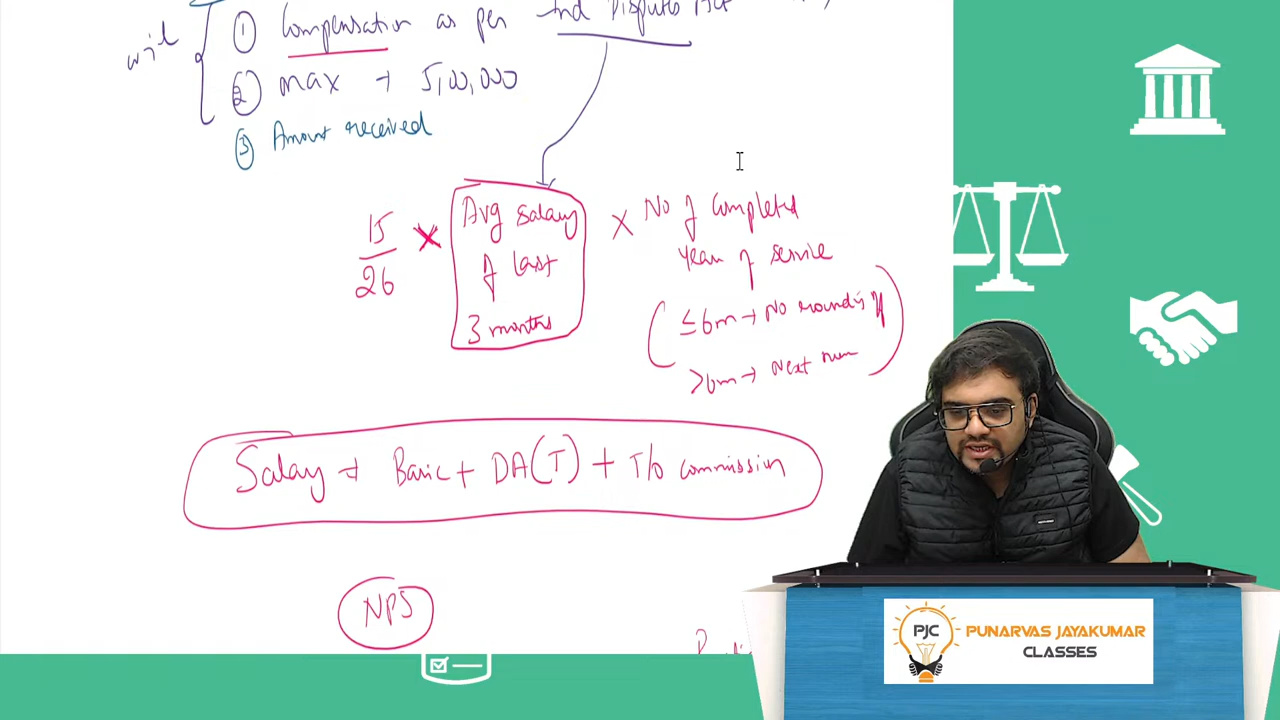 ① Compensation as per Ind Disputes Act
② max → 5,00,000
③ Amount received
15/26 × Avg salary of last 3 months × No of Completed Year of service
(≤6m → No rounding off
>6m → Next num)
Salary → Basic + DA(T) + T/o commission
NPS
PJC
PUNARVAS JAYAKUMAR
CLASSES